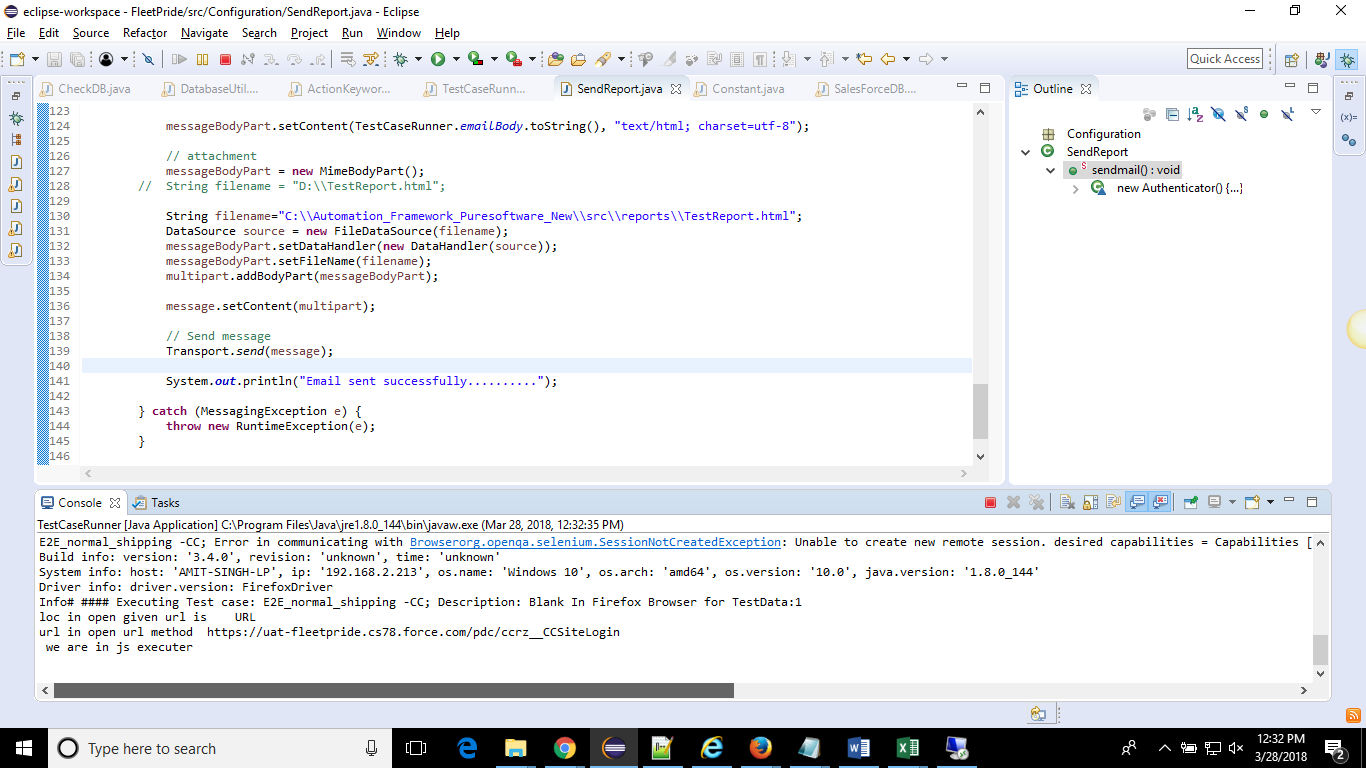 eclipse-workspace - FleetPride/src/Configuration/SendReport.java - Eclipse
File Edit Source Refactor Navigate Search Project Run Window Help
Quick Access
CheckDB.java DatabaseUtil.... ActionKeywor... TestCaseRunn... SendReport.java Constant.java SalesForceDB....
123
124 messageBodyPart.setContent(TestCaseRunner.emailBody.toString(), "text/html; charset=utf-8");
125
126 // attachment
127 messageBodyPart = new MimeBodyPart();
128 // String filename = "D:\\TestReport.html";
129
130 String filename="C:\\Automation_Framework_Puresoftware_New\\src\\reports\\TestReport.html";
131 DataSource source = new FileDataSource(filename);
132 messageBodyPart.setDataHandler(new DataHandler(source));
133 messageBodyPart.setFileName(filename);
134 multipart.addBodyPart(messageBodyPart);
135
136 message.setContent(multipart);
137
138 // Send message
139 Transport.send(message);
140
141 System.out.println("Email sent successfully..........");
142
143 } catch (MessagingException e) {
144 throw new RuntimeException(e);
145 }
146
Outline
Configuration
SendReport
sendmail() : void
new Authenticator() {...}
(x)=
Console Tasks
TestCaseRunner [Java Application] C:\Program Files\Java\jre1.8.0_144\bin\javaw.exe (Mar 28, 2018, 12:32:35 PM)
E2E_normal_shipping -CC; Error in communicating with Browserorg.openqa.selenium.SessionNotCreatedException: Unable to create new remote session. desired capabilities = Capabilities [
Build info: version: '3.4.0', revision: 'unknown', time: 'unknown'
System info: host: 'AMIT-SINGH-LP', ip: '192.168.2.213', os.name: 'Windows 10', os.arch: 'amd64', os.version: '10.0', java.version: '1.8.0_144'
Driver info: driver.version: FirefoxDriver
Info# #### Executing Test case: E2E_normal_shipping -CC; Description: Blank In Firefox Browser for TestData:1
loc in open given url is URL
url in open url method https://uat-fleetpride.cs78.force.com/pdc/ccrz__CCSiteLogin
we are in js executer
Type here to search
12:32 PM
3/28/2018
2